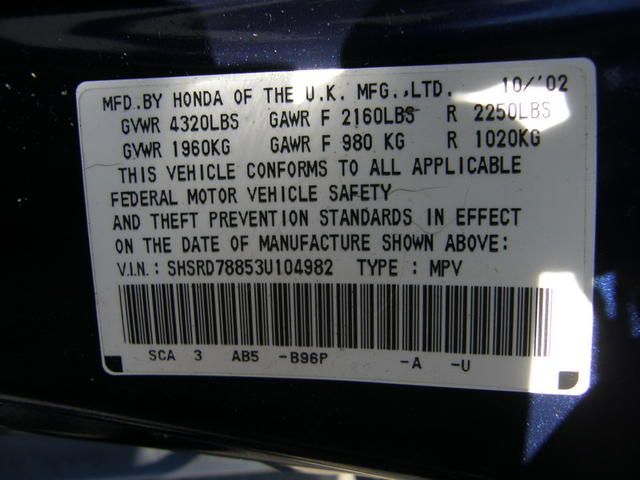 MFD.BY HONDA OF THE U.K. MFG.,LTD. 10/'02
GVWR 4320LBS GAWR F 2160LBS R 2250LBS
GVWR 1960KG GAWR F 980 KG R 1020KG
THIS VEHICLE CONFORMS TO ALL APPLICABLE
FEDERAL MOTOR VEHICLE SAFETY
AND THEFT PREVENTION STANDARDS IN EFFECT
ON THE DATE OF MANUFACTURE SHOWN ABOVE:
V.I.N.: SHSRD78853U104982 TYPE : MPV
SCA 3 AB5 -B96P -A -U